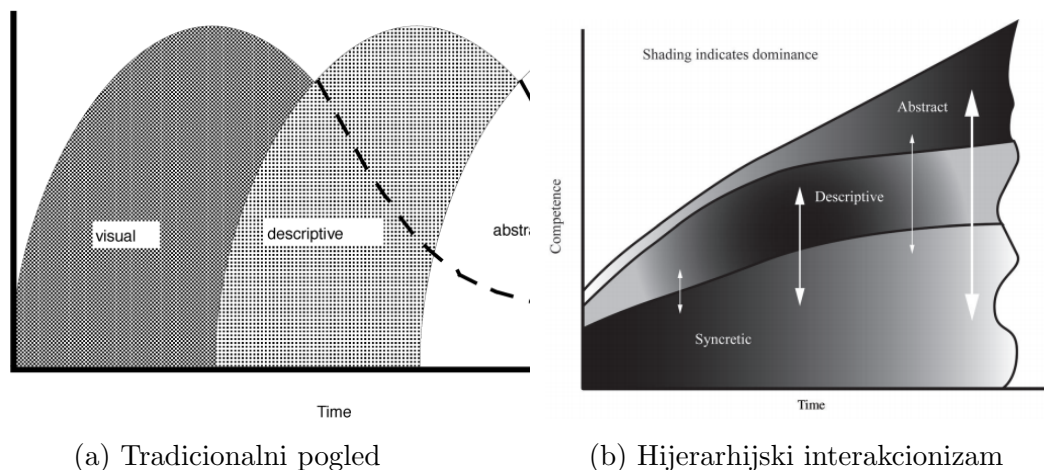 visual
descriptive
abstra
Time
(a) Tradicionalni pogled
Shading indicates dominance
Abstract
Descriptive
Competence
Syncretic
Time
(b) Hijerarhijski interakcionizam